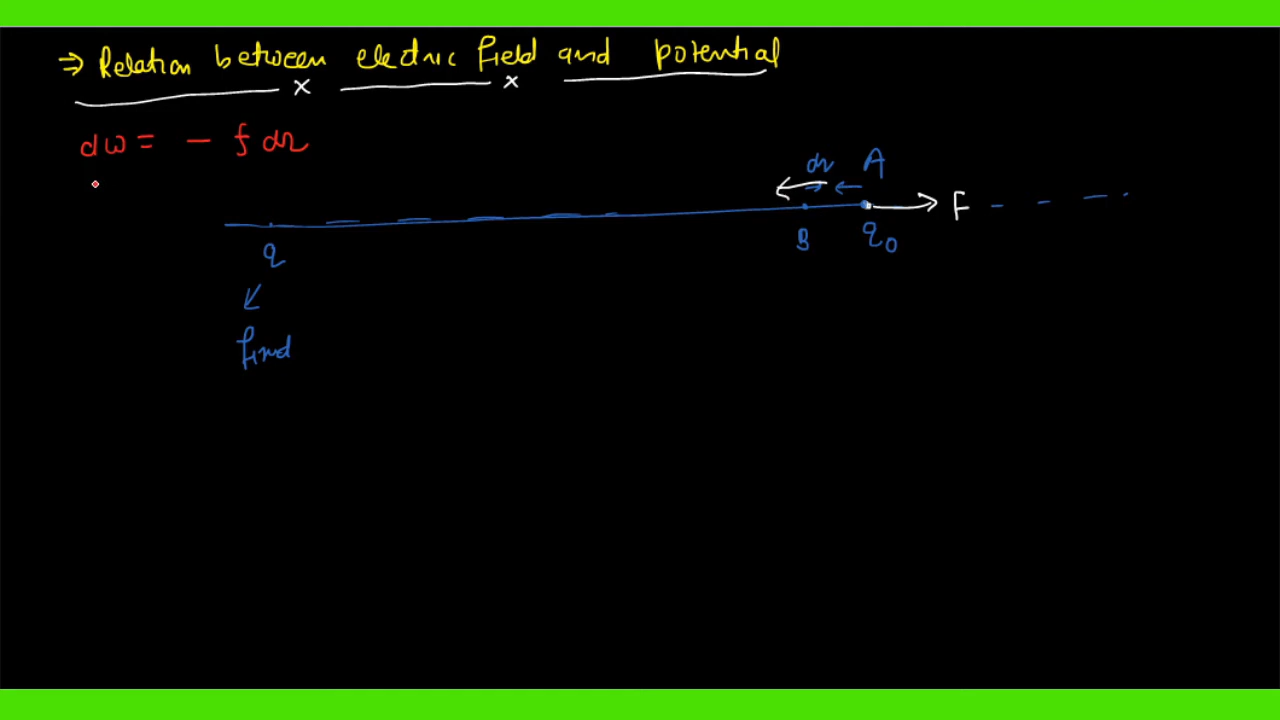 ⇒ Relation between electric field and potential
dw = - f dr
dr A
F
q B q0
fixed